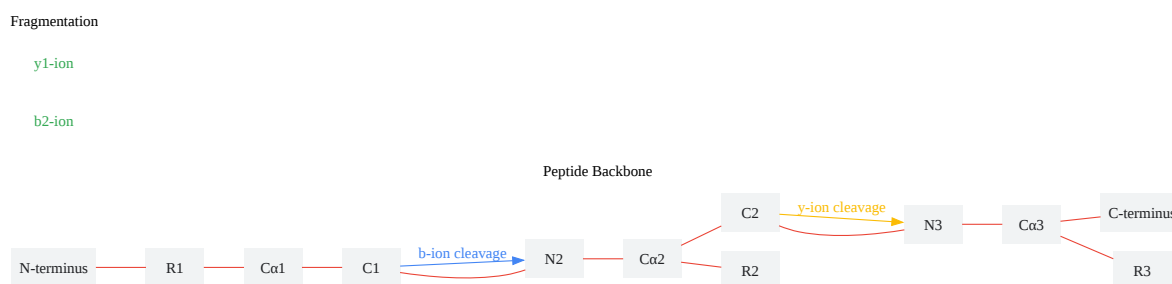 Fragmentation
y1-ion
b2-ion
Peptide Backbone
N-terminus
R1
Cα1
C1
b-ion cleavage
N2
Cα2
C2
R2
y-ion cleavage
N3
Cα3
C-terminus
R3